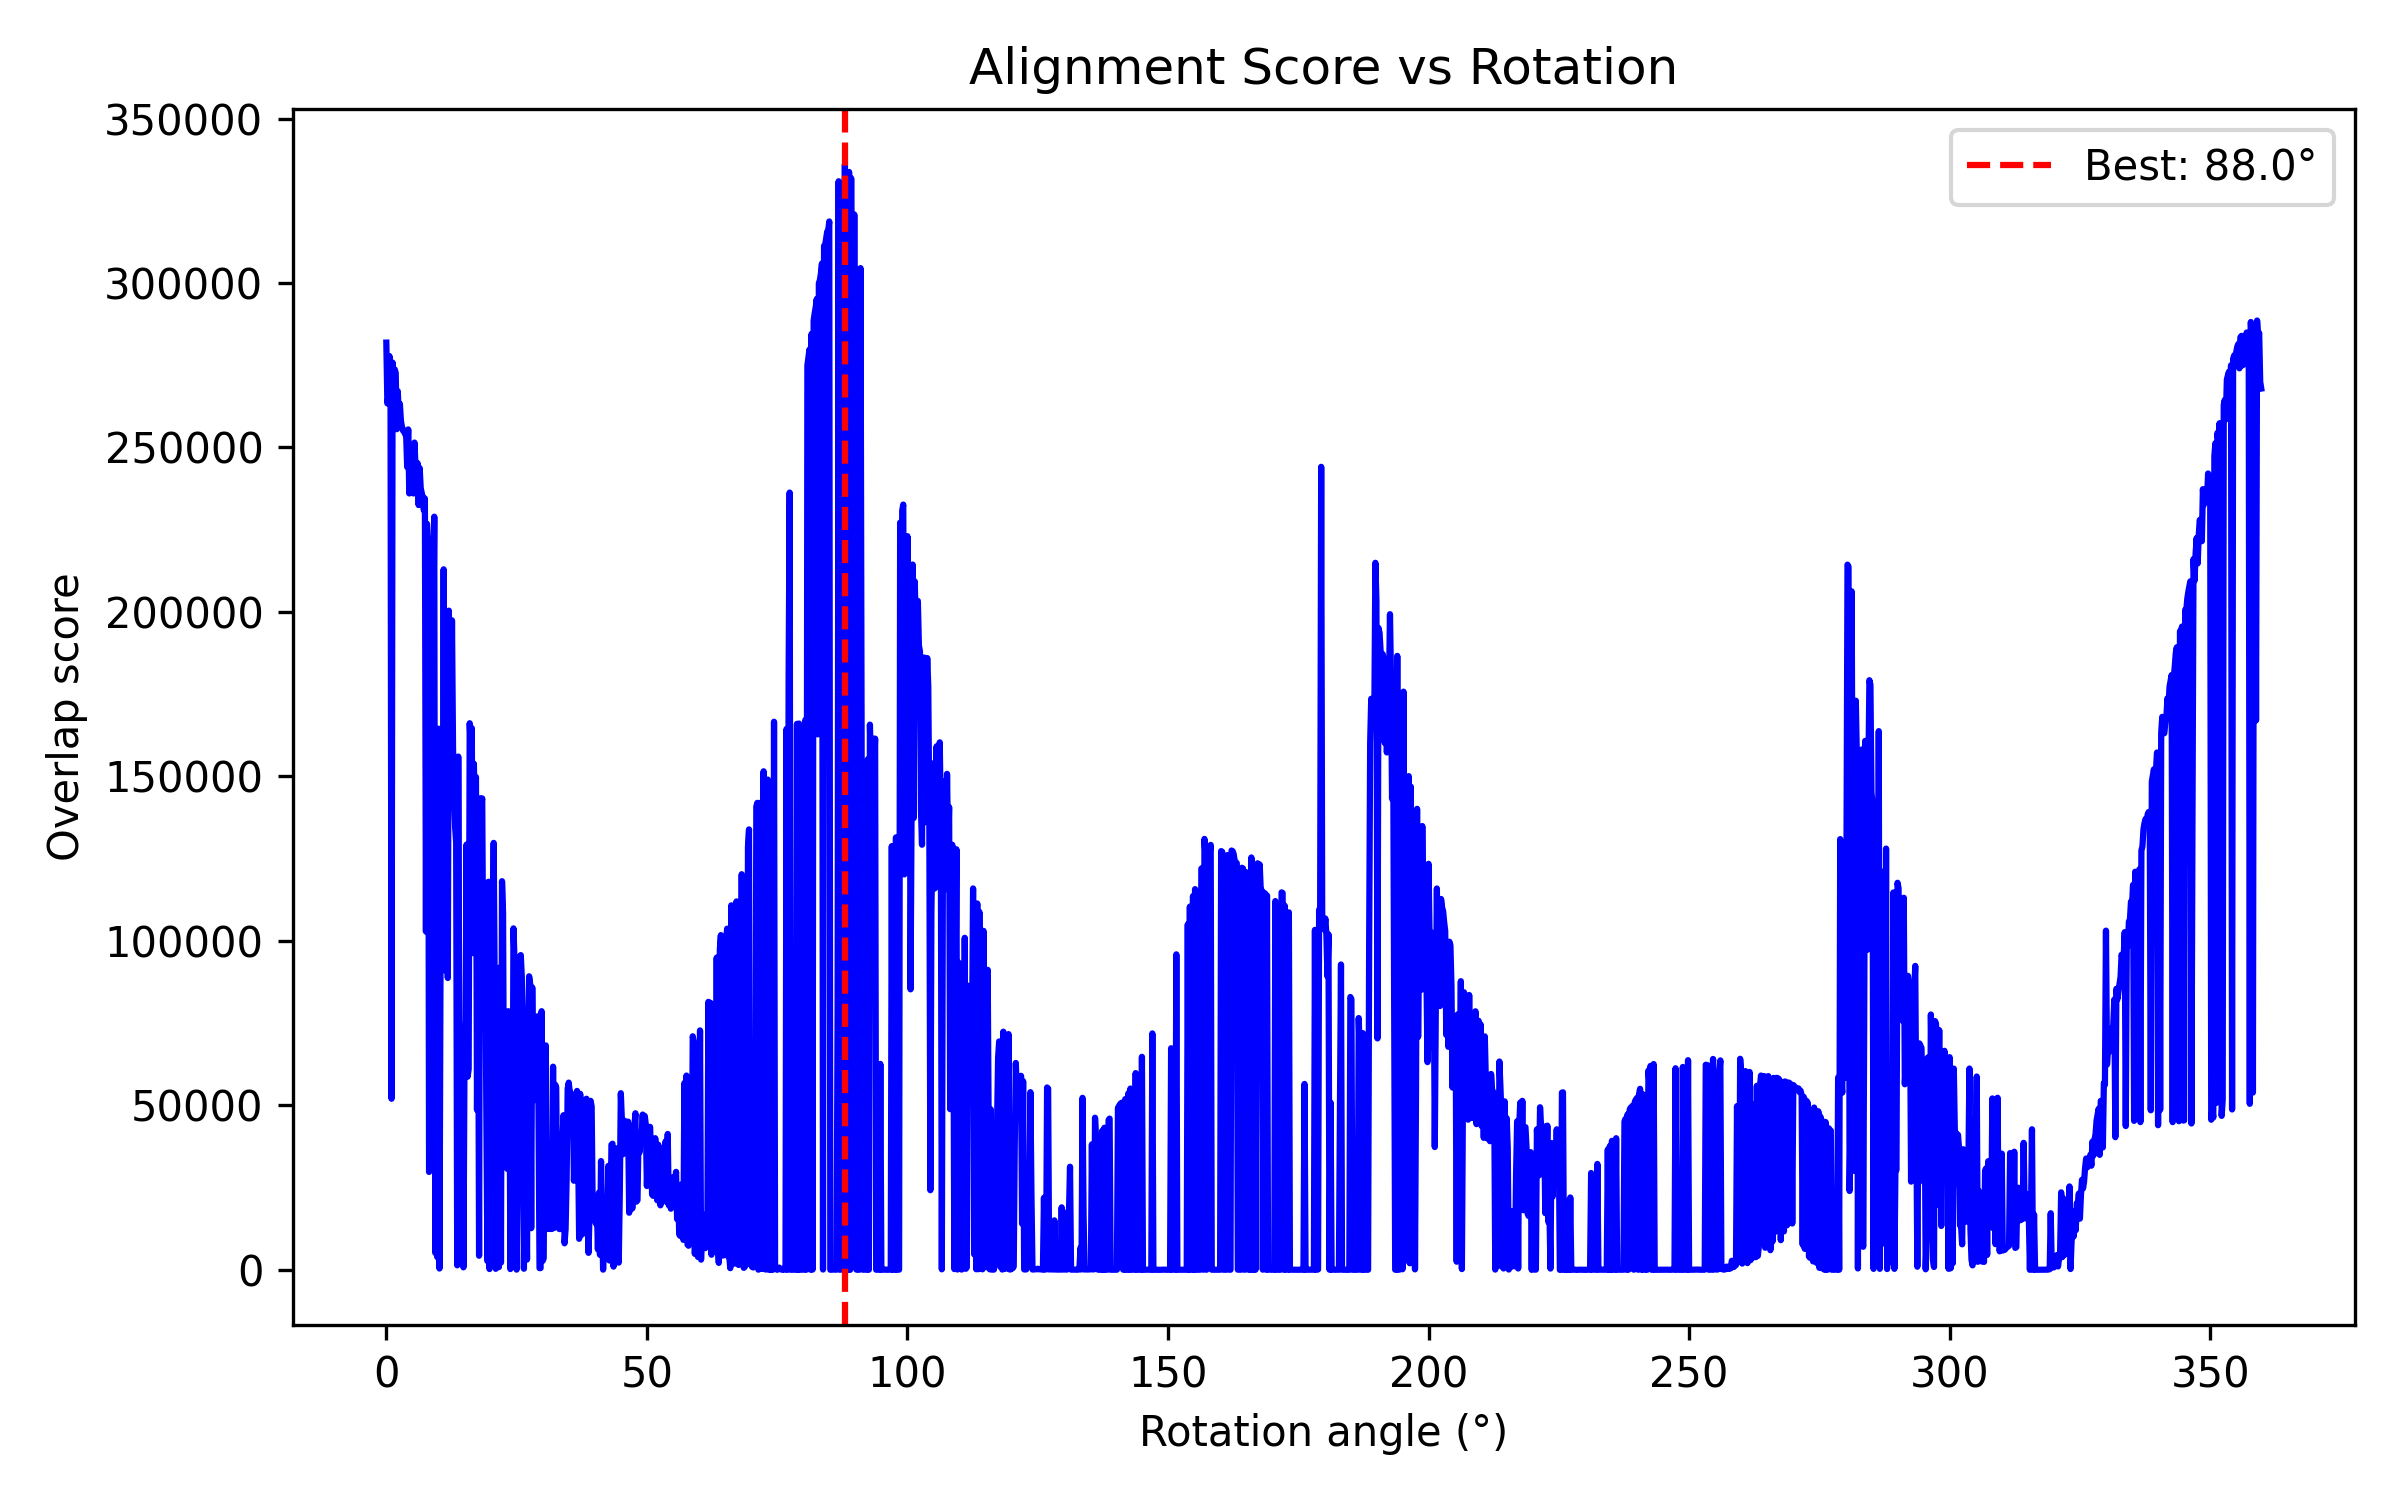 Alignment Score vs Rotation
Best: 88.0°
Overlap score
350000
300000
250000
200000
150000
100000
50000
0
0 50 100 150 200 250 300 350
Rotation angle (°)